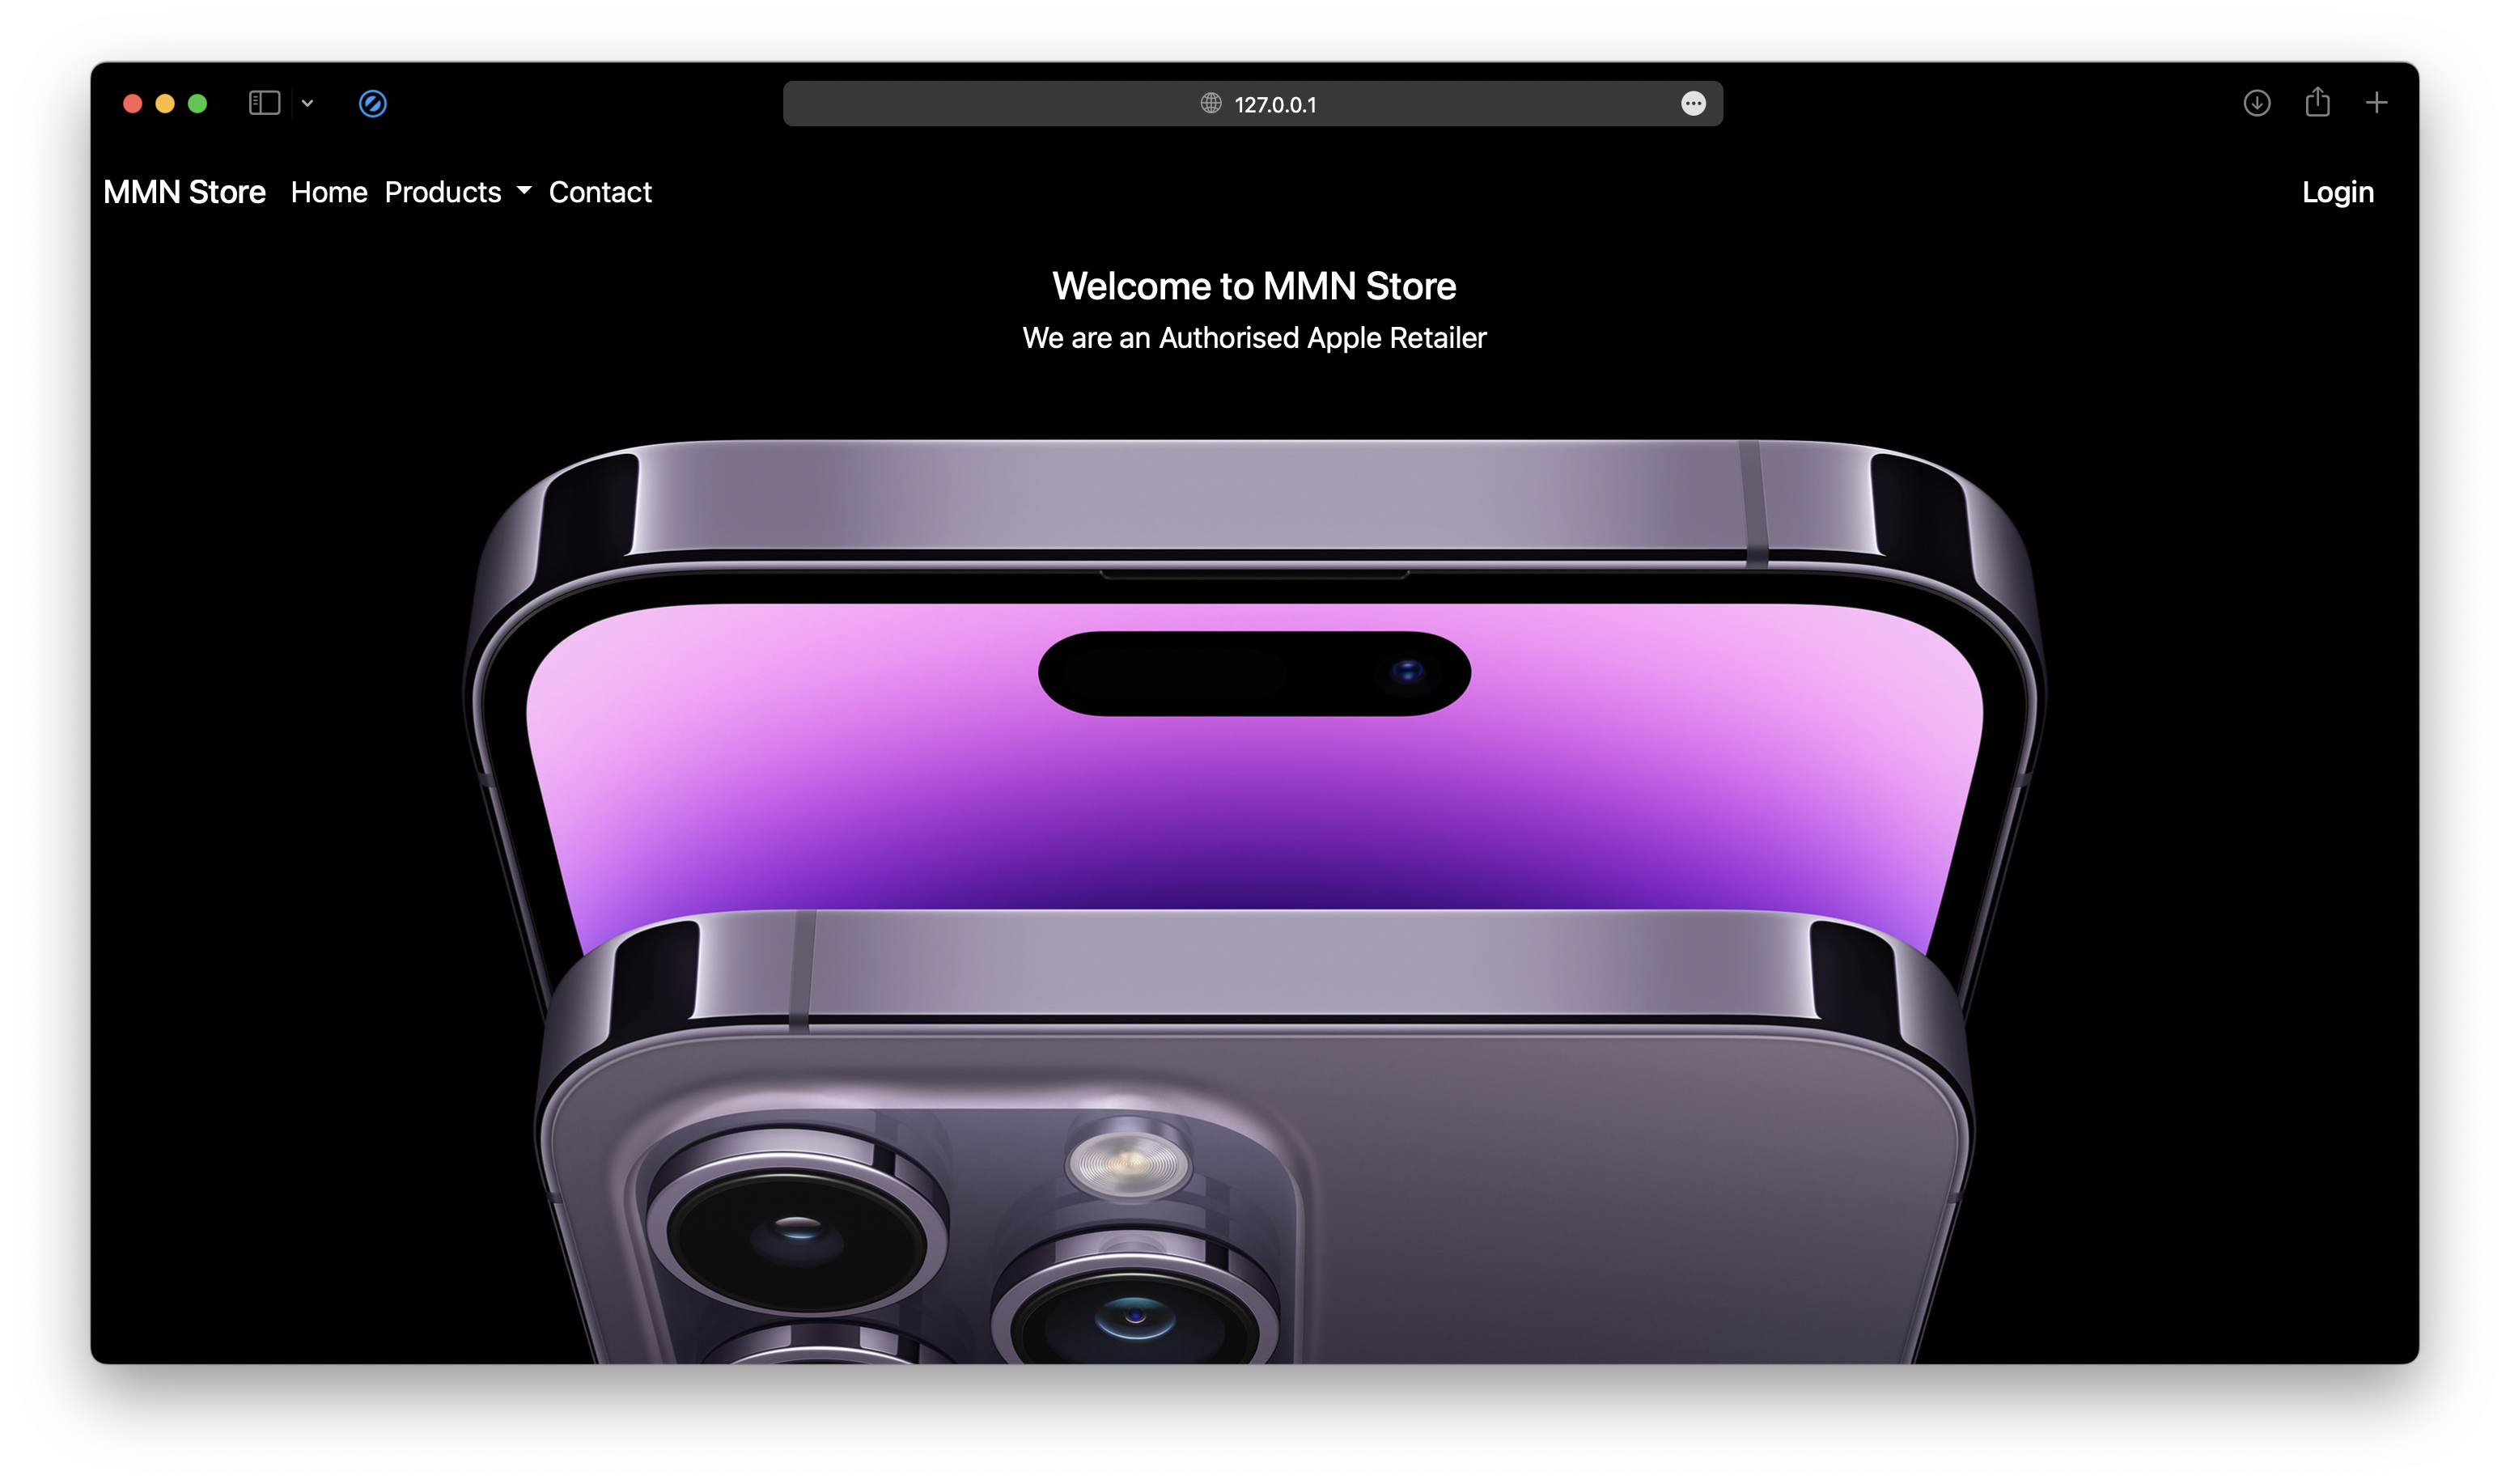 127.0.0.1
MMN Store Home Products Contact Login
Welcome to MMN Store
We are an Authorised Apple Retailer